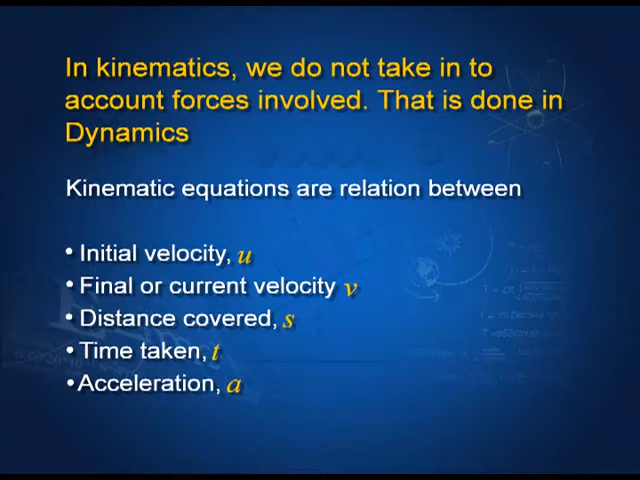 In kinematics, we do not take in to
account forces involved. That is done in
Dynamics
Kinematic equations are relation between
• Initial velocity, u
• Final or current velocity v
• Distance covered, s
• Time taken, t
• Acceleration, a